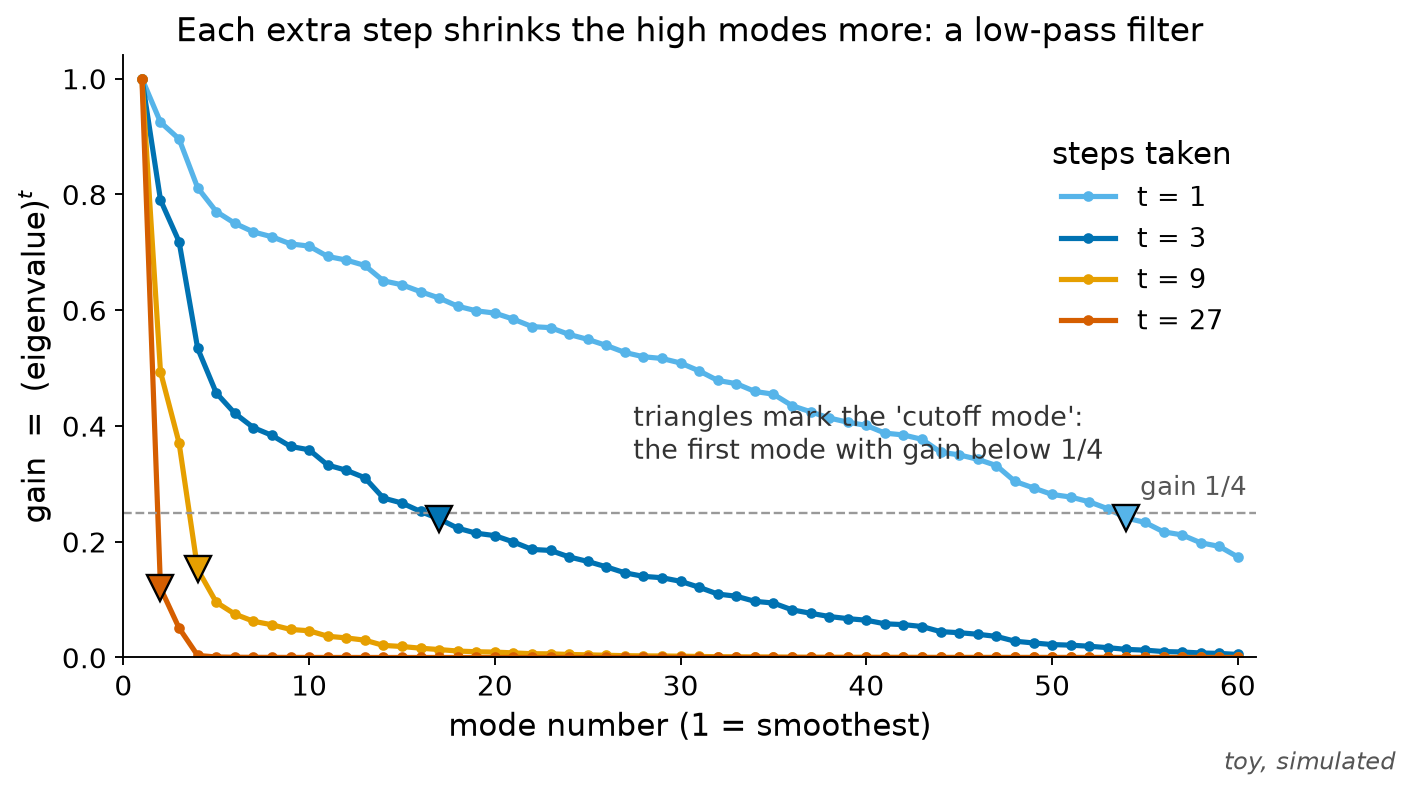 Each extra step shrinks the high modes more: a low-pass filter
gain = (eigenvalue)^t
1.0
0.8
0.6
0.4
0.2
0.0
steps taken
t = 1
t = 3
t = 9
t = 27
triangles mark the 'cutoff mode':
the first mode with gain below 1/4
gain 1/4
0 10 20 30 40 50 60
mode number (1 = smoothest)
toy, simulated